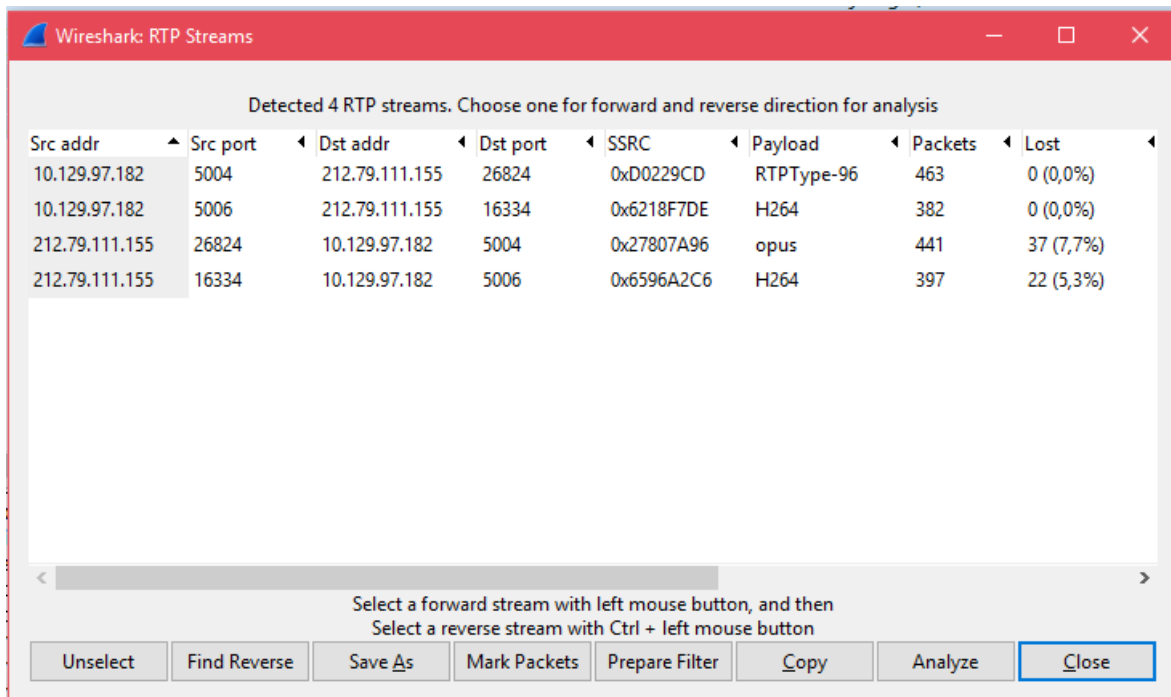 Wireshark: RTP Streams
Detected 4 RTP streams. Choose one for forward and reverse direction for analysis
Src addr Src port Dst addr Dst port SSRC Payload Packets Lost
10.129.97.182 5004 212.79.111.155 26824 0xD0229CD RTPType-96 463 0 (0,0%)
10.129.97.182 5006 212.79.111.155 16334 0x6218F7DE H264 382 0 (0,0%)
212.79.111.155 26824 10.129.97.182 5004 0x27807A96 opus 441 37 (7,7%)
212.79.111.155 16334 10.129.97.182 5006 0x6596A2C6 H264 397 22 (5,3%)
Select a forward stream with left mouse button, and then
Select a reverse stream with Ctrl + left mouse button
Unselect Find Reverse Save As Mark Packets Prepare Filter Copy Analyze Close